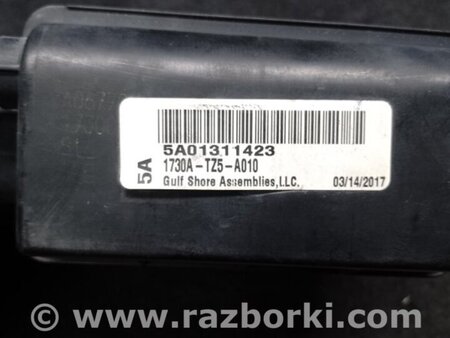 5A
5A01311423
1730A-TZ5-A010
Gulf Shore Assemblies,LLC.
03/14/2017
© www.razborki.com